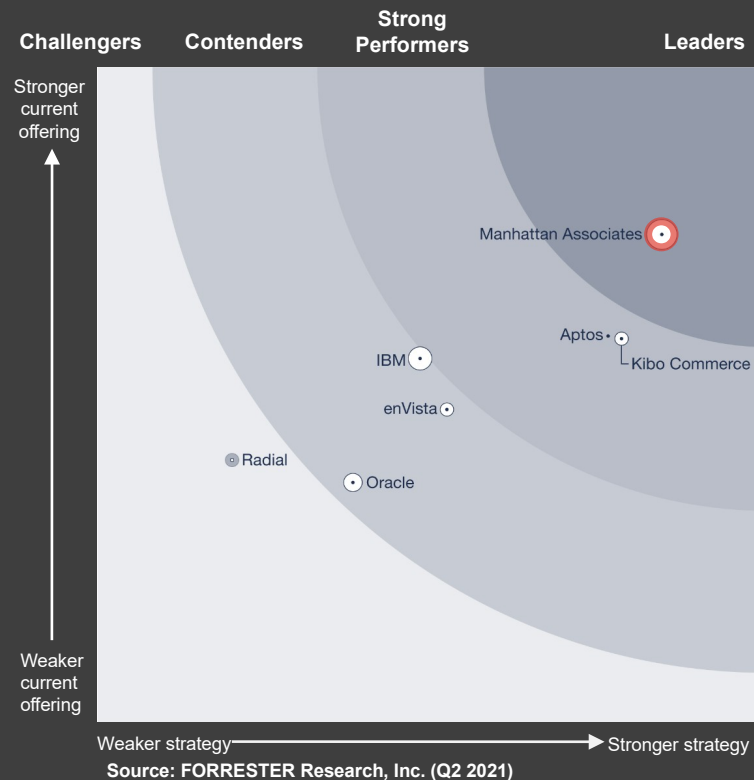 Challengers
Contenders
Strong
Performers
Leaders
Stronger
current
offering
Manhattan Associates
Aptos
Kibo Commerce
IBM
enVista
Radial
Oracle
Weaker
current
offering
Weaker strategy
Stronger strategy
Source: FORRESTER Research, Inc. (Q2 2021)